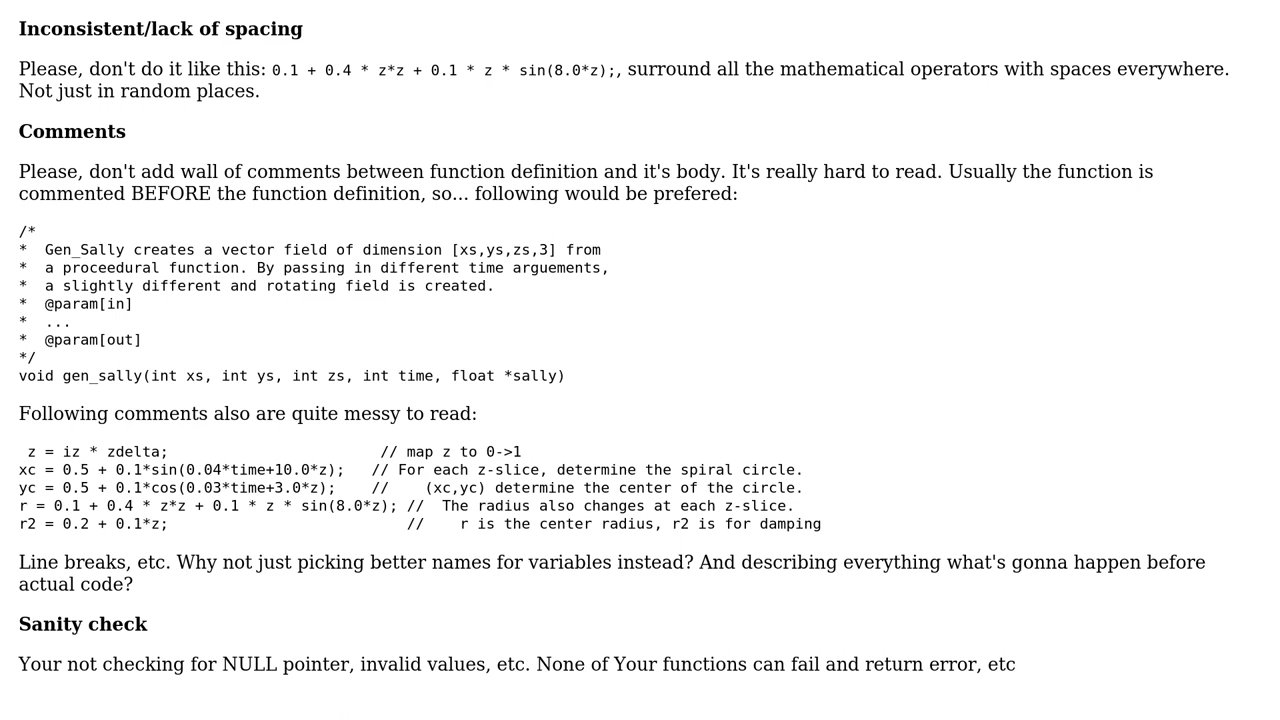 Inconsistent/lack of spacing
Please, don't do it like this: 0.1 + 0.4 * z*z + 0.1 * z * sin(8.0*z);, surround all the mathematical operators with spaces everywhere.
Not just in random places.
Comments
Please, don't add wall of comments between function definition and it's body. It's really hard to read. Usually the function is
commented BEFORE the function definition, so... following would be prefered:
/*
*  Gen_Sally creates a vector field of dimension [xs,ys,zs,3] from
*  a proceedural function. By passing in different time arguements,
*  a slightly different and rotating field is created.
*  @param[in]
*  ...
*  @param[out]
*/
void gen_sally(int xs, int ys, int zs, int time, float *sally)
Following comments also are quite messy to read:
 z = iz * zdelta;                        // map z to 0->1
xc = 0.5 + 0.1*sin(0.04*time+10.0*z);   // For each z-slice, determine the spiral circle.
yc = 0.5 + 0.1*cos(0.03*time+3.0*z);    //    (xc,yc) determine the center of the circle.
r = 0.1 + 0.4 * z*z + 0.1 * z * sin(8.0*z); //  The radius also changes at each z-slice.
r2 = 0.2 + 0.1*z;                           //    r is the center radius, r2 is for damping
Line breaks, etc. Why not just picking better names for variables instead? And describing everything what's gonna happen before
actual code?
Sanity check
Your not checking for NULL pointer, invalid values, etc. None of Your functions can fail and return error, etc